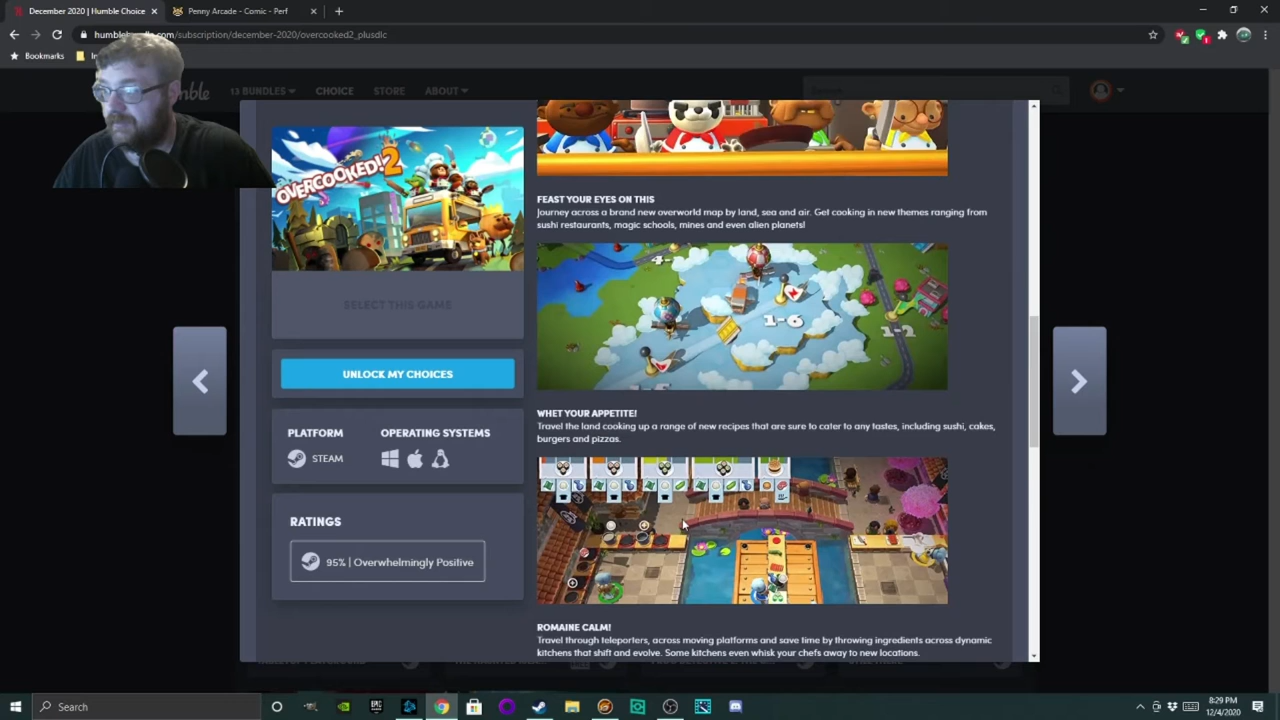 December 2020 | Humble Choice
Penny Arcade - Comic - Perf
subscription/december-2020/overcooked2_plusdlc
Bookmarks
13 BUNDLES
CHOICE
STORE
ABOUT
OVERCOOKED! 2
SELECT THIS GAME
UNLOCK MY CHOICES
PLATFORM
OPERATING SYSTEMS
STEAM
RATINGS
95% | Overwhelmingly Positive
FEAST YOUR EYES ON THIS
Journey across a brand new overworld map by land, sea and air. Get cooking in new themes ranging from
sushi restaurants, magic schools, mines and even alien planets!
1-6
1-2
WHET YOUR APPETITE!
Travel the land cooking up a range of new recipes that are sure to cater to any tastes, including sushi, cakes,
burgers and pizzas.
ROMAINE CALM!
Travel through teleporters, across moving platforms and save time by throwing ingredients across dynamic
kitchens that shift and evolve. Some kitchens even whisk your chefs away to new locations.
Search
8:29 PM
12/4/2020